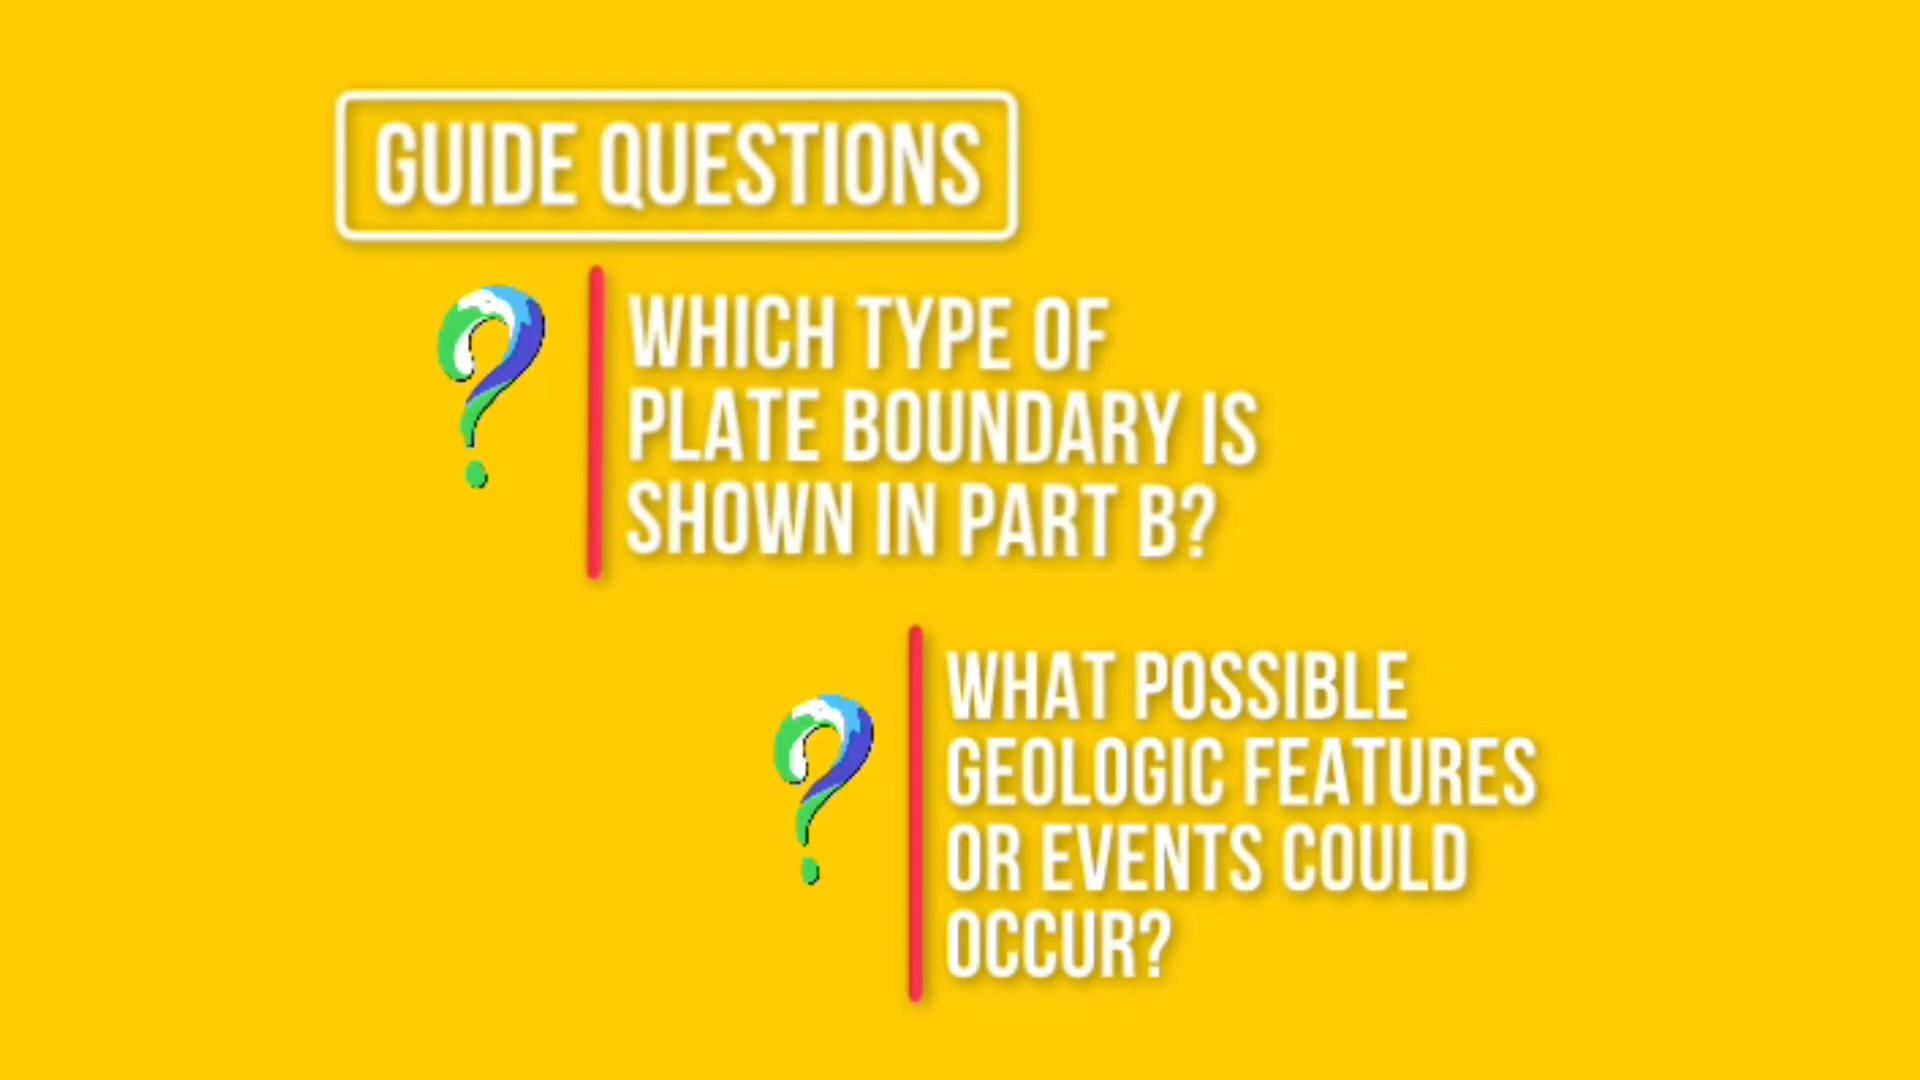 GUIDE QUESTIONS
WHICH TYPE OF
PLATE BOUNDARY IS
SHOWN IN PART B?
WHAT POSSIBLE
GEOLOGIC FEATURES
OR EVENTS COULD
OCCUR?